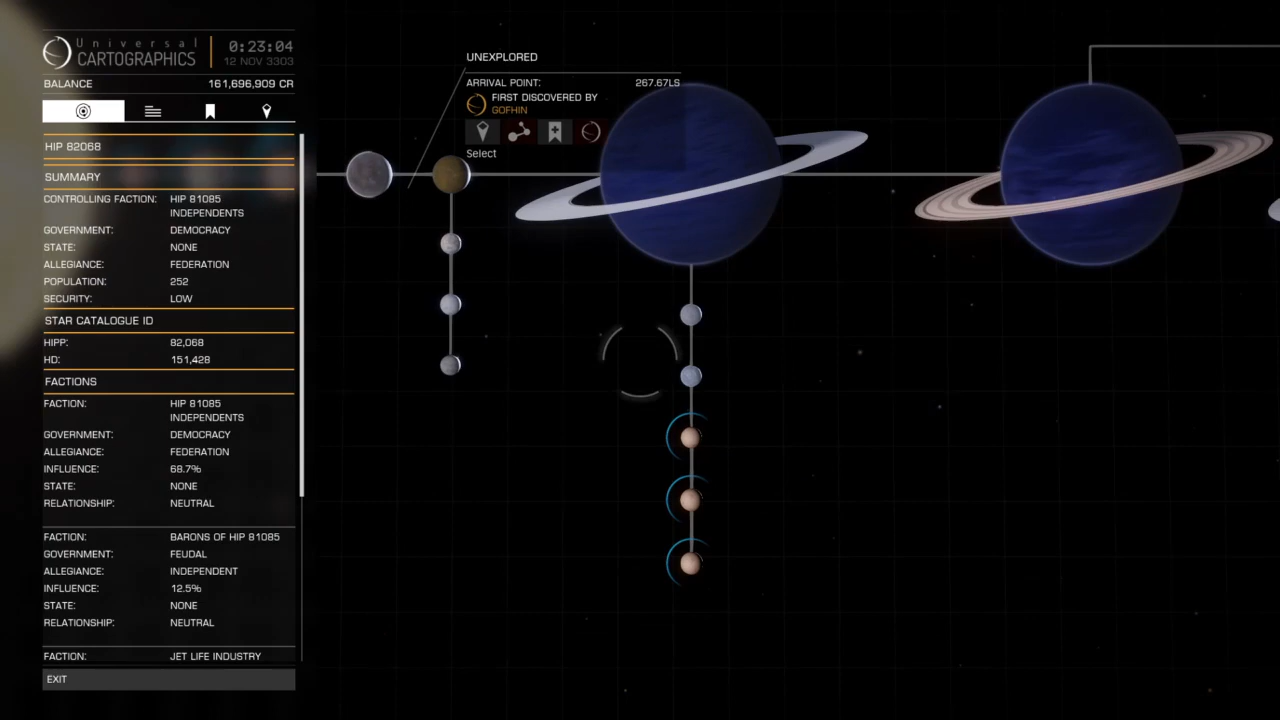 Universal
CARTOGRAPHICS
0:23:04
12 NOV 3303
BALANCE 161,696,909 CR
HIP 82068
SUMMARY
CONTROLLING FACTION: HIP 81085
INDEPENDENTS
GOVERNMENT: DEMOCRACY
STATE: NONE
ALLEGIANCE: FEDERATION
POPULATION: 252
SECURITY: LOW
STAR CATALOGUE ID
HIPP: 82,068
HD: 151,428
FACTIONS
FACTION: HIP 81085
INDEPENDENTS
GOVERNMENT: DEMOCRACY
ALLEGIANCE: FEDERATION
INFLUENCE: 68.7%
STATE: NONE
RELATIONSHIP: NEUTRAL
FACTION: BARONS OF HIP 81085
GOVERNMENT: FEUDAL
ALLEGIANCE: INDEPENDENT
INFLUENCE: 12.5%
STATE: NONE
RELATIONSHIP: NEUTRAL
FACTION: JET LIFE INDUSTRY
EXIT
UNEXPLORED
ARRIVAL POINT: 267.67LS
FIRST DISCOVERED BY
GOFHIN
Select